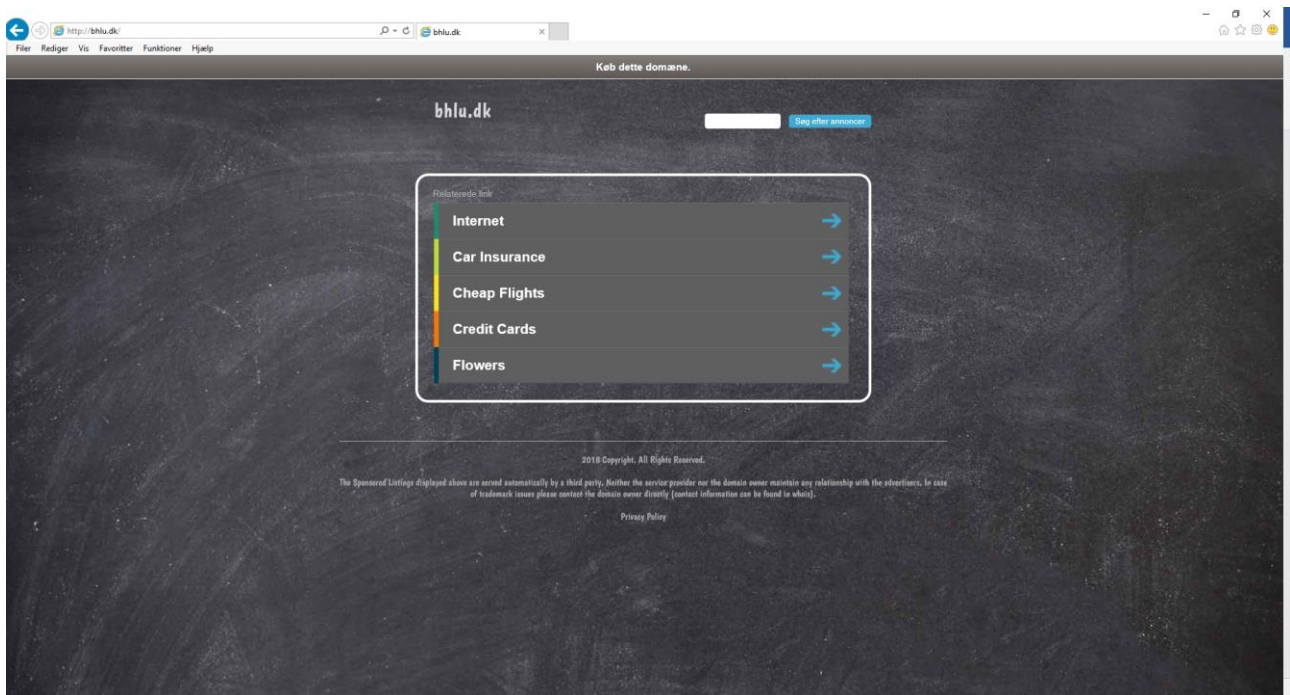 http://bhlu.dk/
bhlu.dk
Filer Rediger Vis Favoritter Funktioner Hjælp
Køb dette domæne.
bhlu.dk
Søg efter annoncer
Relaterede link
Internet
Car Insurance
Cheap Flights
Credit Cards
Flowers
2018 Copyright. All Rights Reserved.
The Sponsored Listings displayed above are served automatically by a third party. Neither the service provider nor the domain owner maintain any relationship with the advertisers. In case
of trademark issues please contact the domain owner directly (contact information can be found in whois).
Privacy Policy